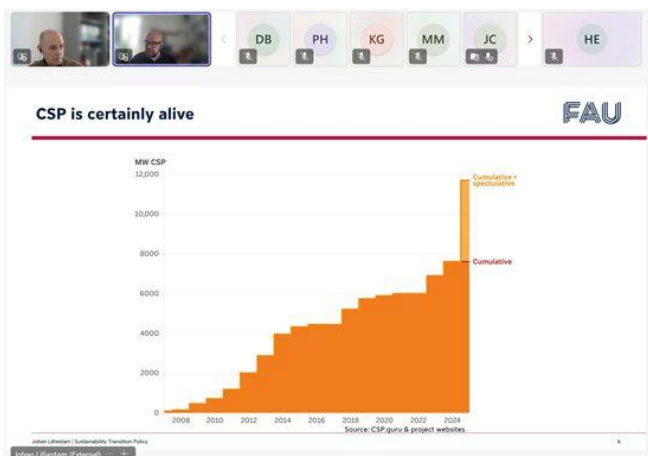 DB PH KG MM JC HE
CSP is certainly alive
FAU
MW CSP
12,000
Cumulative +
spectulative
10,000
8000
Cumulative
6000
4000
2000
0
2008 2010 2012 2014 2016 2018 2020 2022 2024
Source: CSP.guru & project websites
Johan Lilliestam | Sustainability Transition Policy
6
Johan Lilliestam (External)